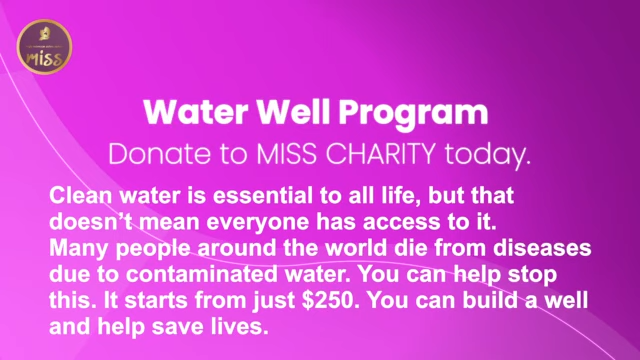 miss
Water Well Program
Donate to MISS CHARITY today.
Clean water is essential to all life, but that
doesn’t mean everyone has access to it.
Many people around the world die from diseases
due to contaminated water. You can help stop
this. It starts from just $250. You can build a well
and help save lives.